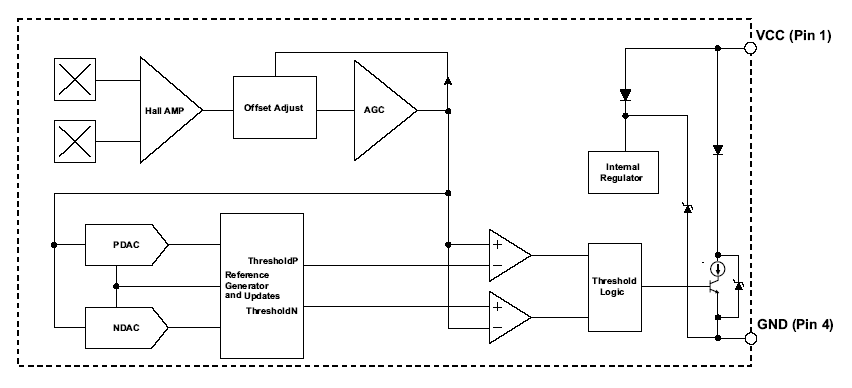 VCC (Pin 1)
Hall AMP
Offset Adjust
AGC
Internal
Regulator
PDAC
ThresholdP
Reference
Generator
and Updates
ThresholdN
NDAC
+
−
+
−
Threshold
Logic
GND (Pin 4)